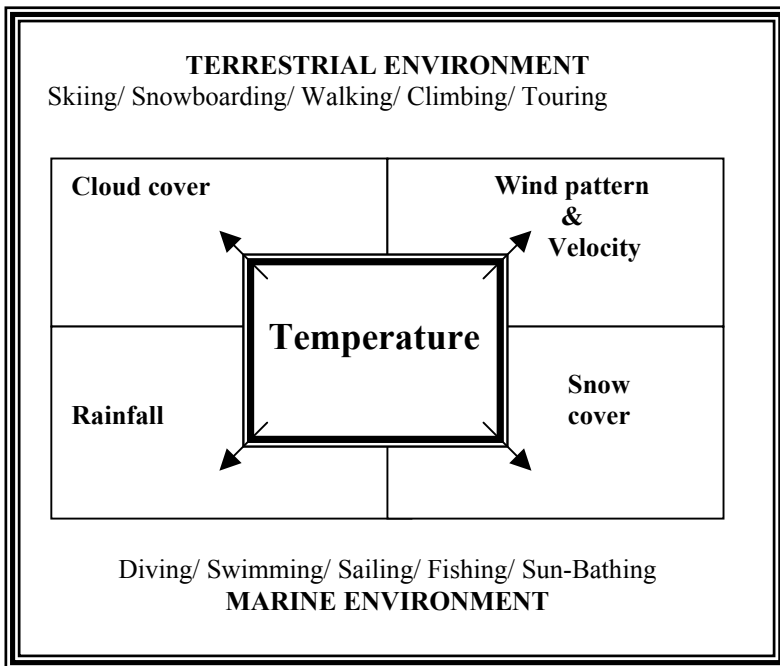 TERRESTRIAL ENVIRONMENT
Skiing/ Snowboarding/ Walking/ Climbing/ Touring
Cloud cover
Wind pattern
&
Velocity
Temperature
Rainfall
Snow
cover
Diving/ Swimming/ Sailing/ Fishing/ Sun-Bathing
MARINE ENVIRONMENT